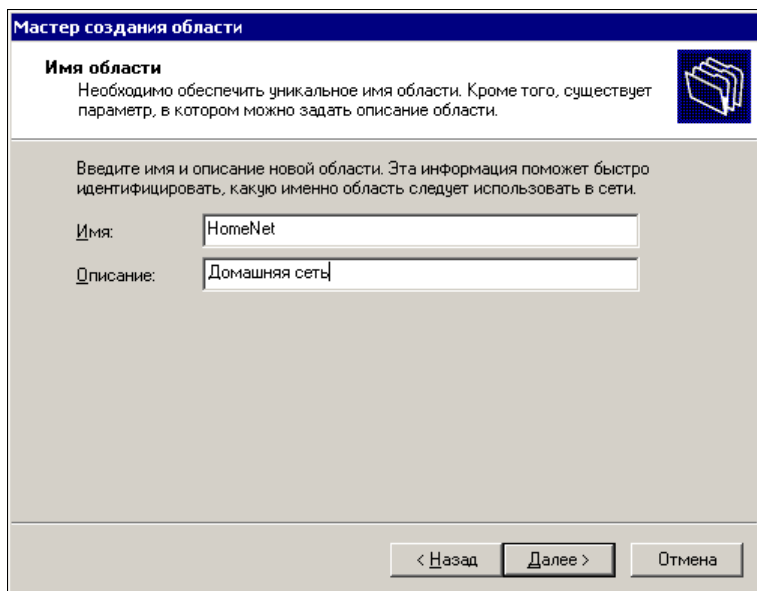 Мастер создания области
Имя области
Необходимо обеспечить уникальное имя области. Кроме того, существует
параметр, в котором можно задать описание области.
Введите имя и описание новой области. Эта информация поможет быстро
идентифицировать, какую именно область следует использовать в сети.
Имя: HomeNet
Описание: Домашняя сеть
< Назад Далее > Отмена